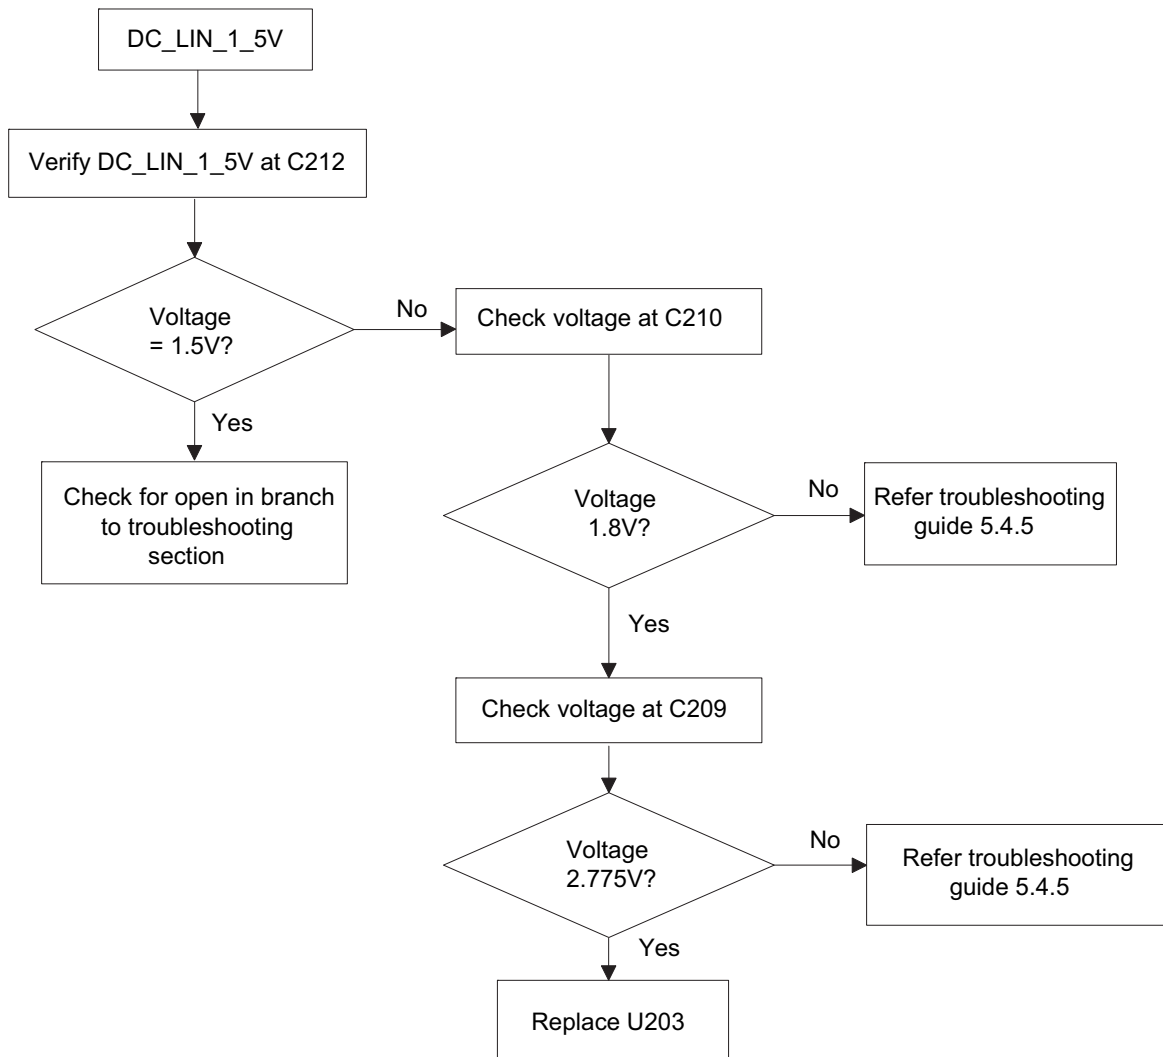 DC_LIN_1_5V
Verify DC_LIN_1_5V at C212
Voltage
= 1.5V?
No
Check voltage at C210
Yes
Check for open in branch
to troubleshooting
section
Voltage
1.8V?
No
Refer troubleshooting
guide 5.4.5
Yes
Check voltage at C209
Voltage
2.775V?
No
Refer troubleshooting
guide 5.4.5
Yes
Replace U203